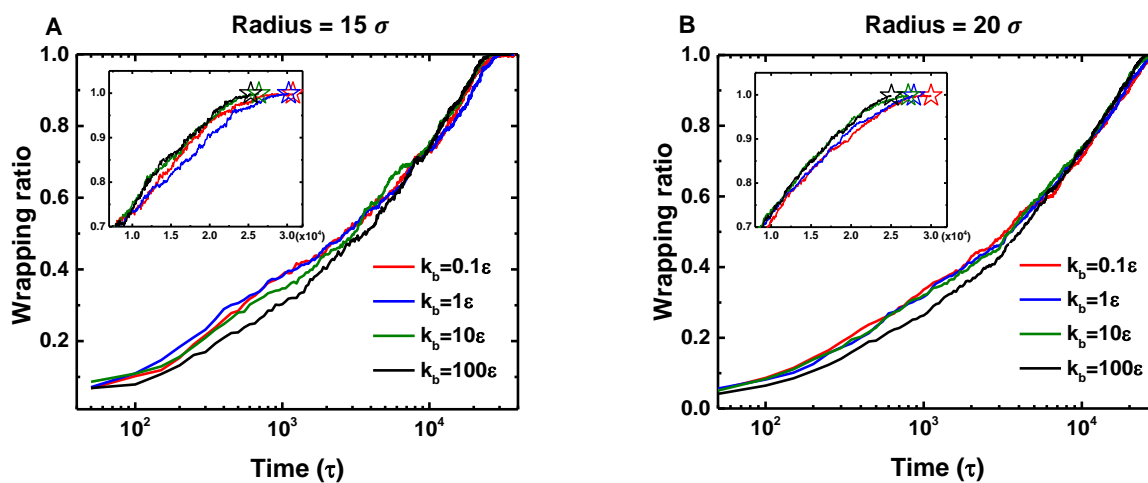 A
Radius = 15 σ
Wrapping ratio
1.0
0.8
0.6
0.4
0.2
1.0
0.9
0.8
0.7
1.0
1.5
2.0
2.5
3.0 (x10⁴)
k_b=0.1ε
k_b=1ε
k_b=10ε
k_b=100ε
10²
10³
10⁴
Time (τ)
B
Radius = 20 σ
Wrapping ratio
1.0
0.8
0.6
0.4
0.2
0.0
1.0
0.9
0.8
0.7
1.0
1.5
2.0
2.5
3.0 (x10⁴)
k_b=0.1ε
k_b=1ε
k_b=10ε
k_b=100ε
10²
10³
10⁴
Time (τ)